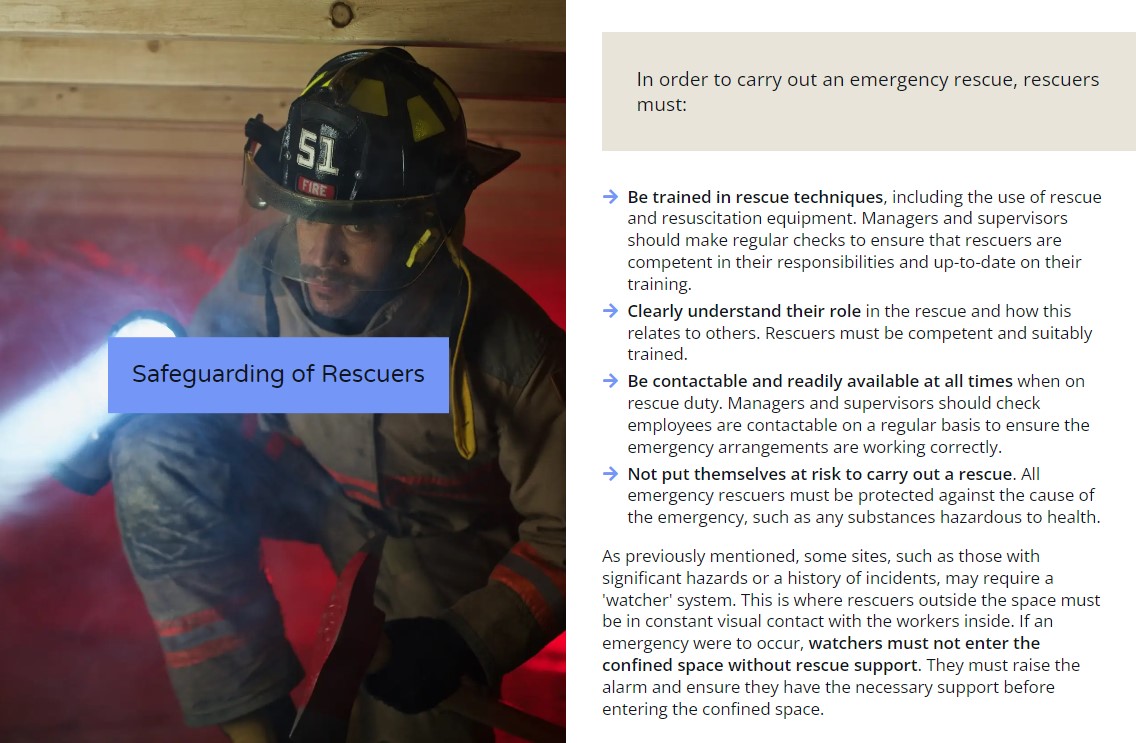 51
FIRE
Safeguarding of Rescuers
In order to carry out an emergency rescue, rescuers
must:
Be trained in rescue techniques, including the use of rescue
and resuscitation equipment. Managers and supervisors
should make regular checks to ensure that rescuers are
competent in their responsibilities and up-to-date on their
training.
Clearly understand their role in the rescue and how this
relates to others. Rescuers must be competent and suitably
trained.
Be contactable and readily available at all times when on
rescue duty. Managers and supervisors should check
employees are contactable on a regular basis to ensure the
emergency arrangements are working correctly.
Not put themselves at risk to carry out a rescue. All
emergency rescuers must be protected against the cause of
the emergency, such as any substances hazardous to health.
As previously mentioned, some sites, such as those with
significant hazards or a history of incidents, may require a
'watcher' system. This is where rescuers outside the space must
be in constant visual contact with the workers inside. If an
emergency were to occur, watchers must not enter the
confined space without rescue support. They must raise the
alarm and ensure they have the necessary support before
entering the confined space.